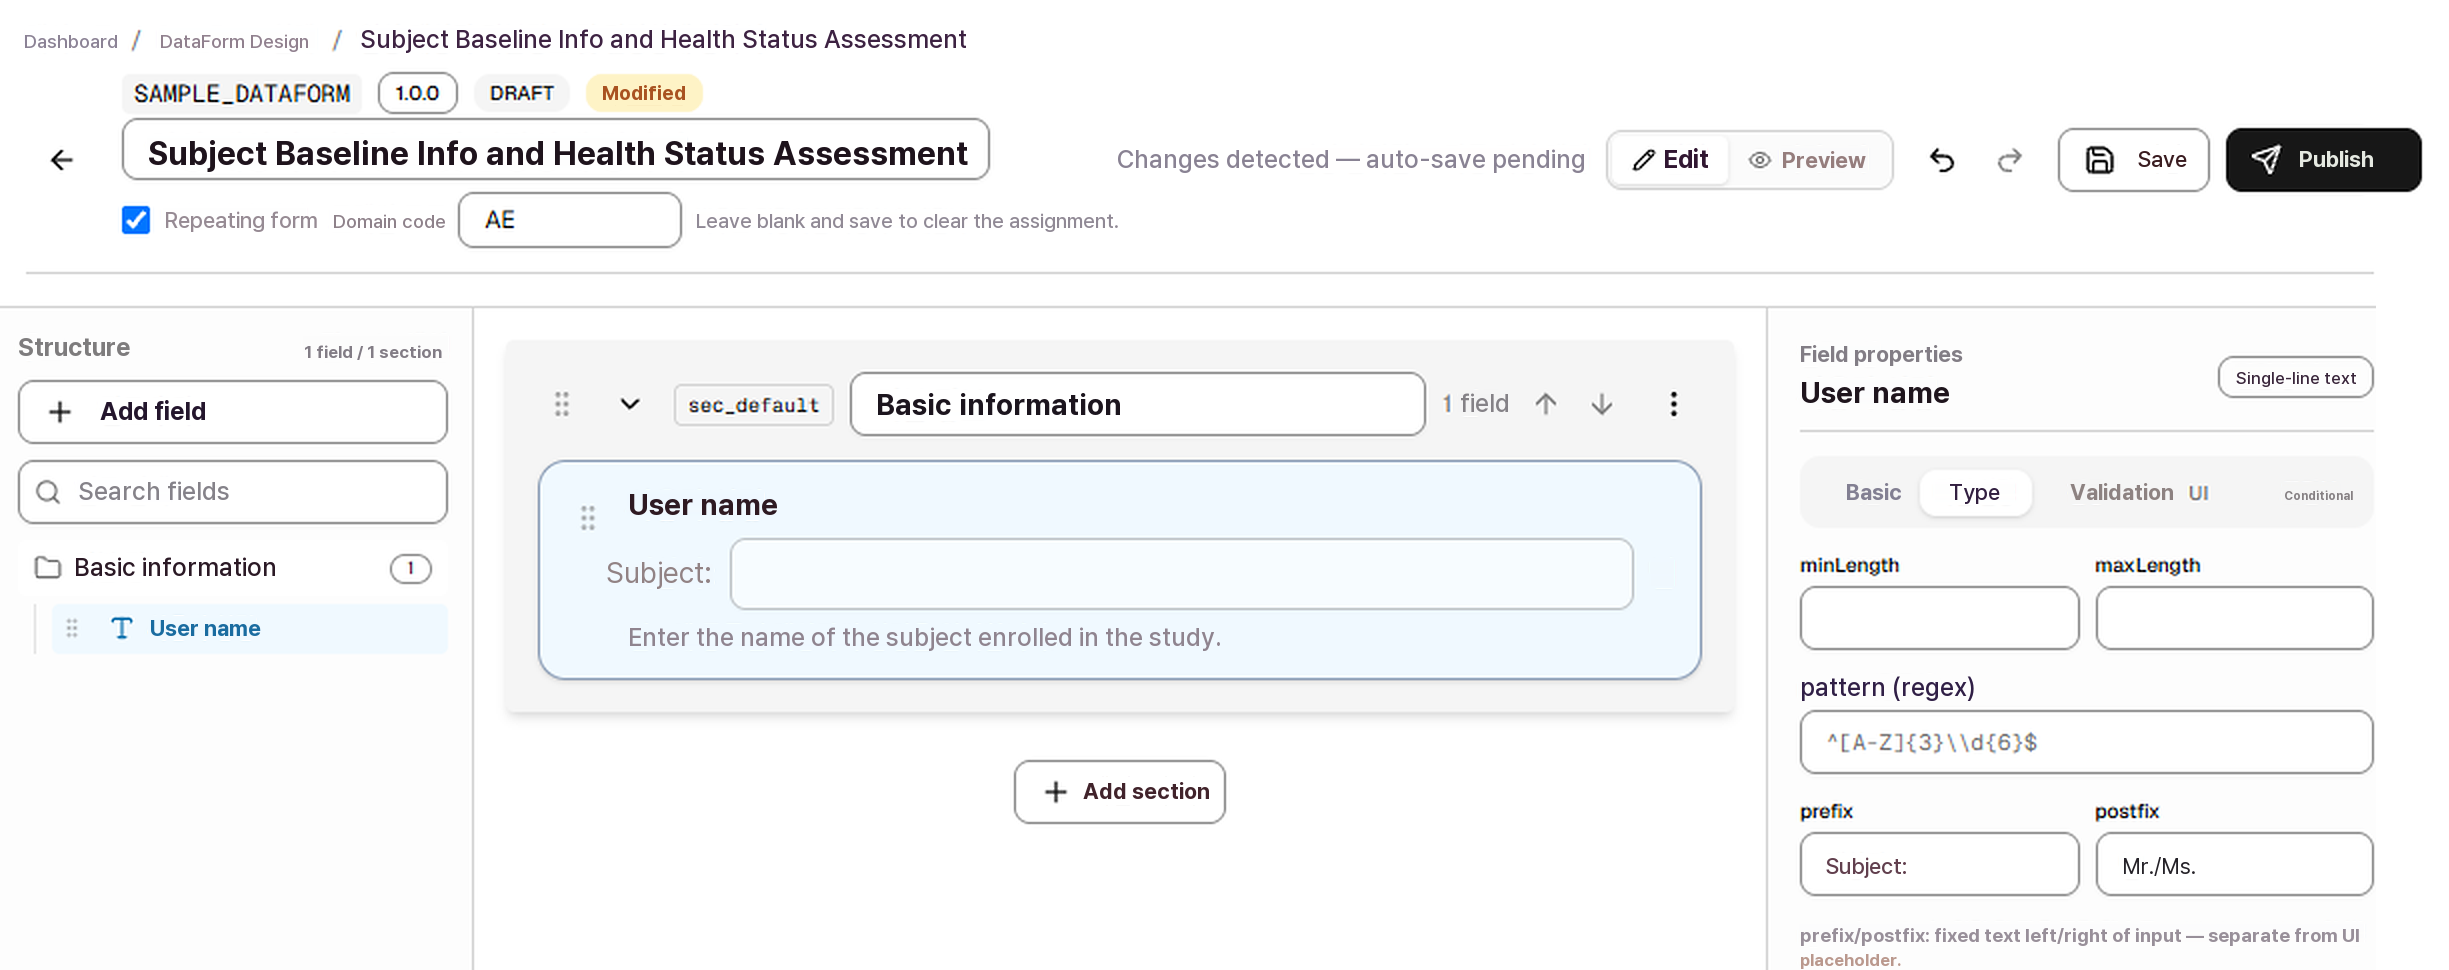 Dashboard / DataForm Design / Subject Baseline Info and Health Status Assessment
SAMPLE_DATAFORM 1.0.0 DRAFT Modified
Subject Baseline Info and Health Status Assessment
Changes detected — auto-save pending Edit Preview Save Publish
Repeating form Domain code AE Leave blank and save to clear the assignment.
Structure 1 field / 1 section
Add field
Search fields
Basic information 1
User name
sec_default Basic information 1 field
User name
Subject:
Enter the name of the subject enrolled in the study.
Add section
Field properties
User name Single-line text
Basic Type Validation UI Conditional
minLength maxLength
pattern (regex)
^[A-Z]{3}\\d{6}$
prefix postfix
Subject: Mr./Ms.
prefix/postfix: fixed text left/right of input — separate from UI
placeholder.